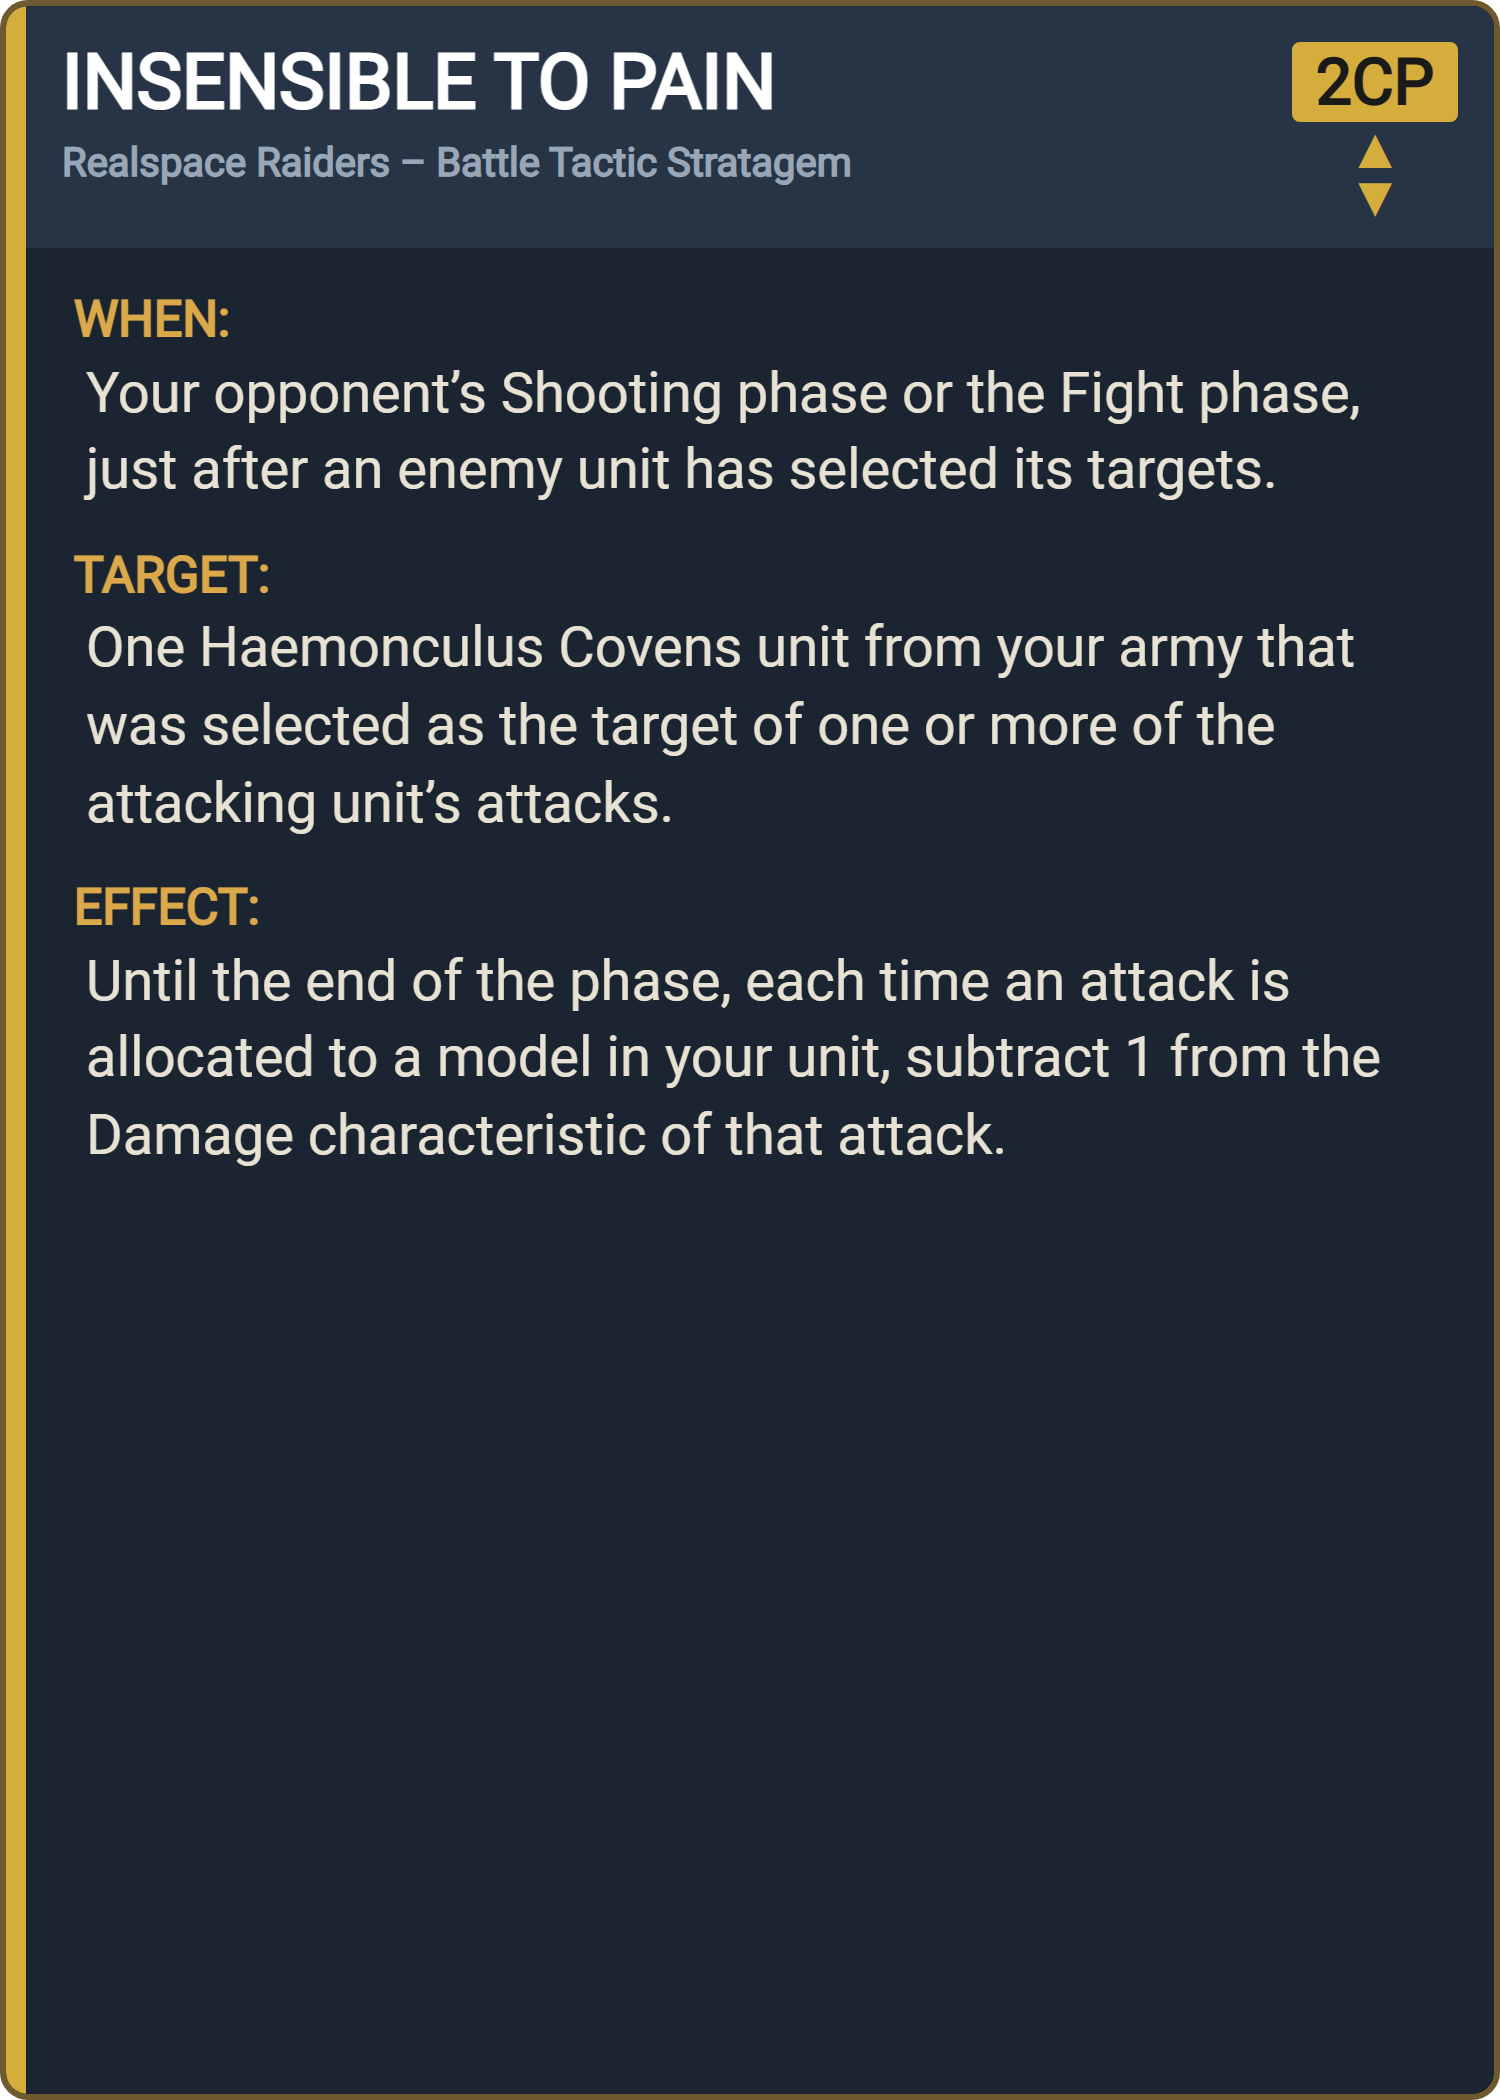 INSENSIBLE TO PAIN
2CP
Realspace Raiders – Battle Tactic Stratagem
WHEN:
Your opponent’s Shooting phase or the Fight phase,
just after an enemy unit has selected its targets.
TARGET:
One Haemonculus Covens unit from your army that
was selected as the target of one or more of the
attacking unit’s attacks.
EFFECT:
Until the end of the phase, each time an attack is
allocated to a model in your unit, subtract 1 from the
Damage characteristic of that attack.